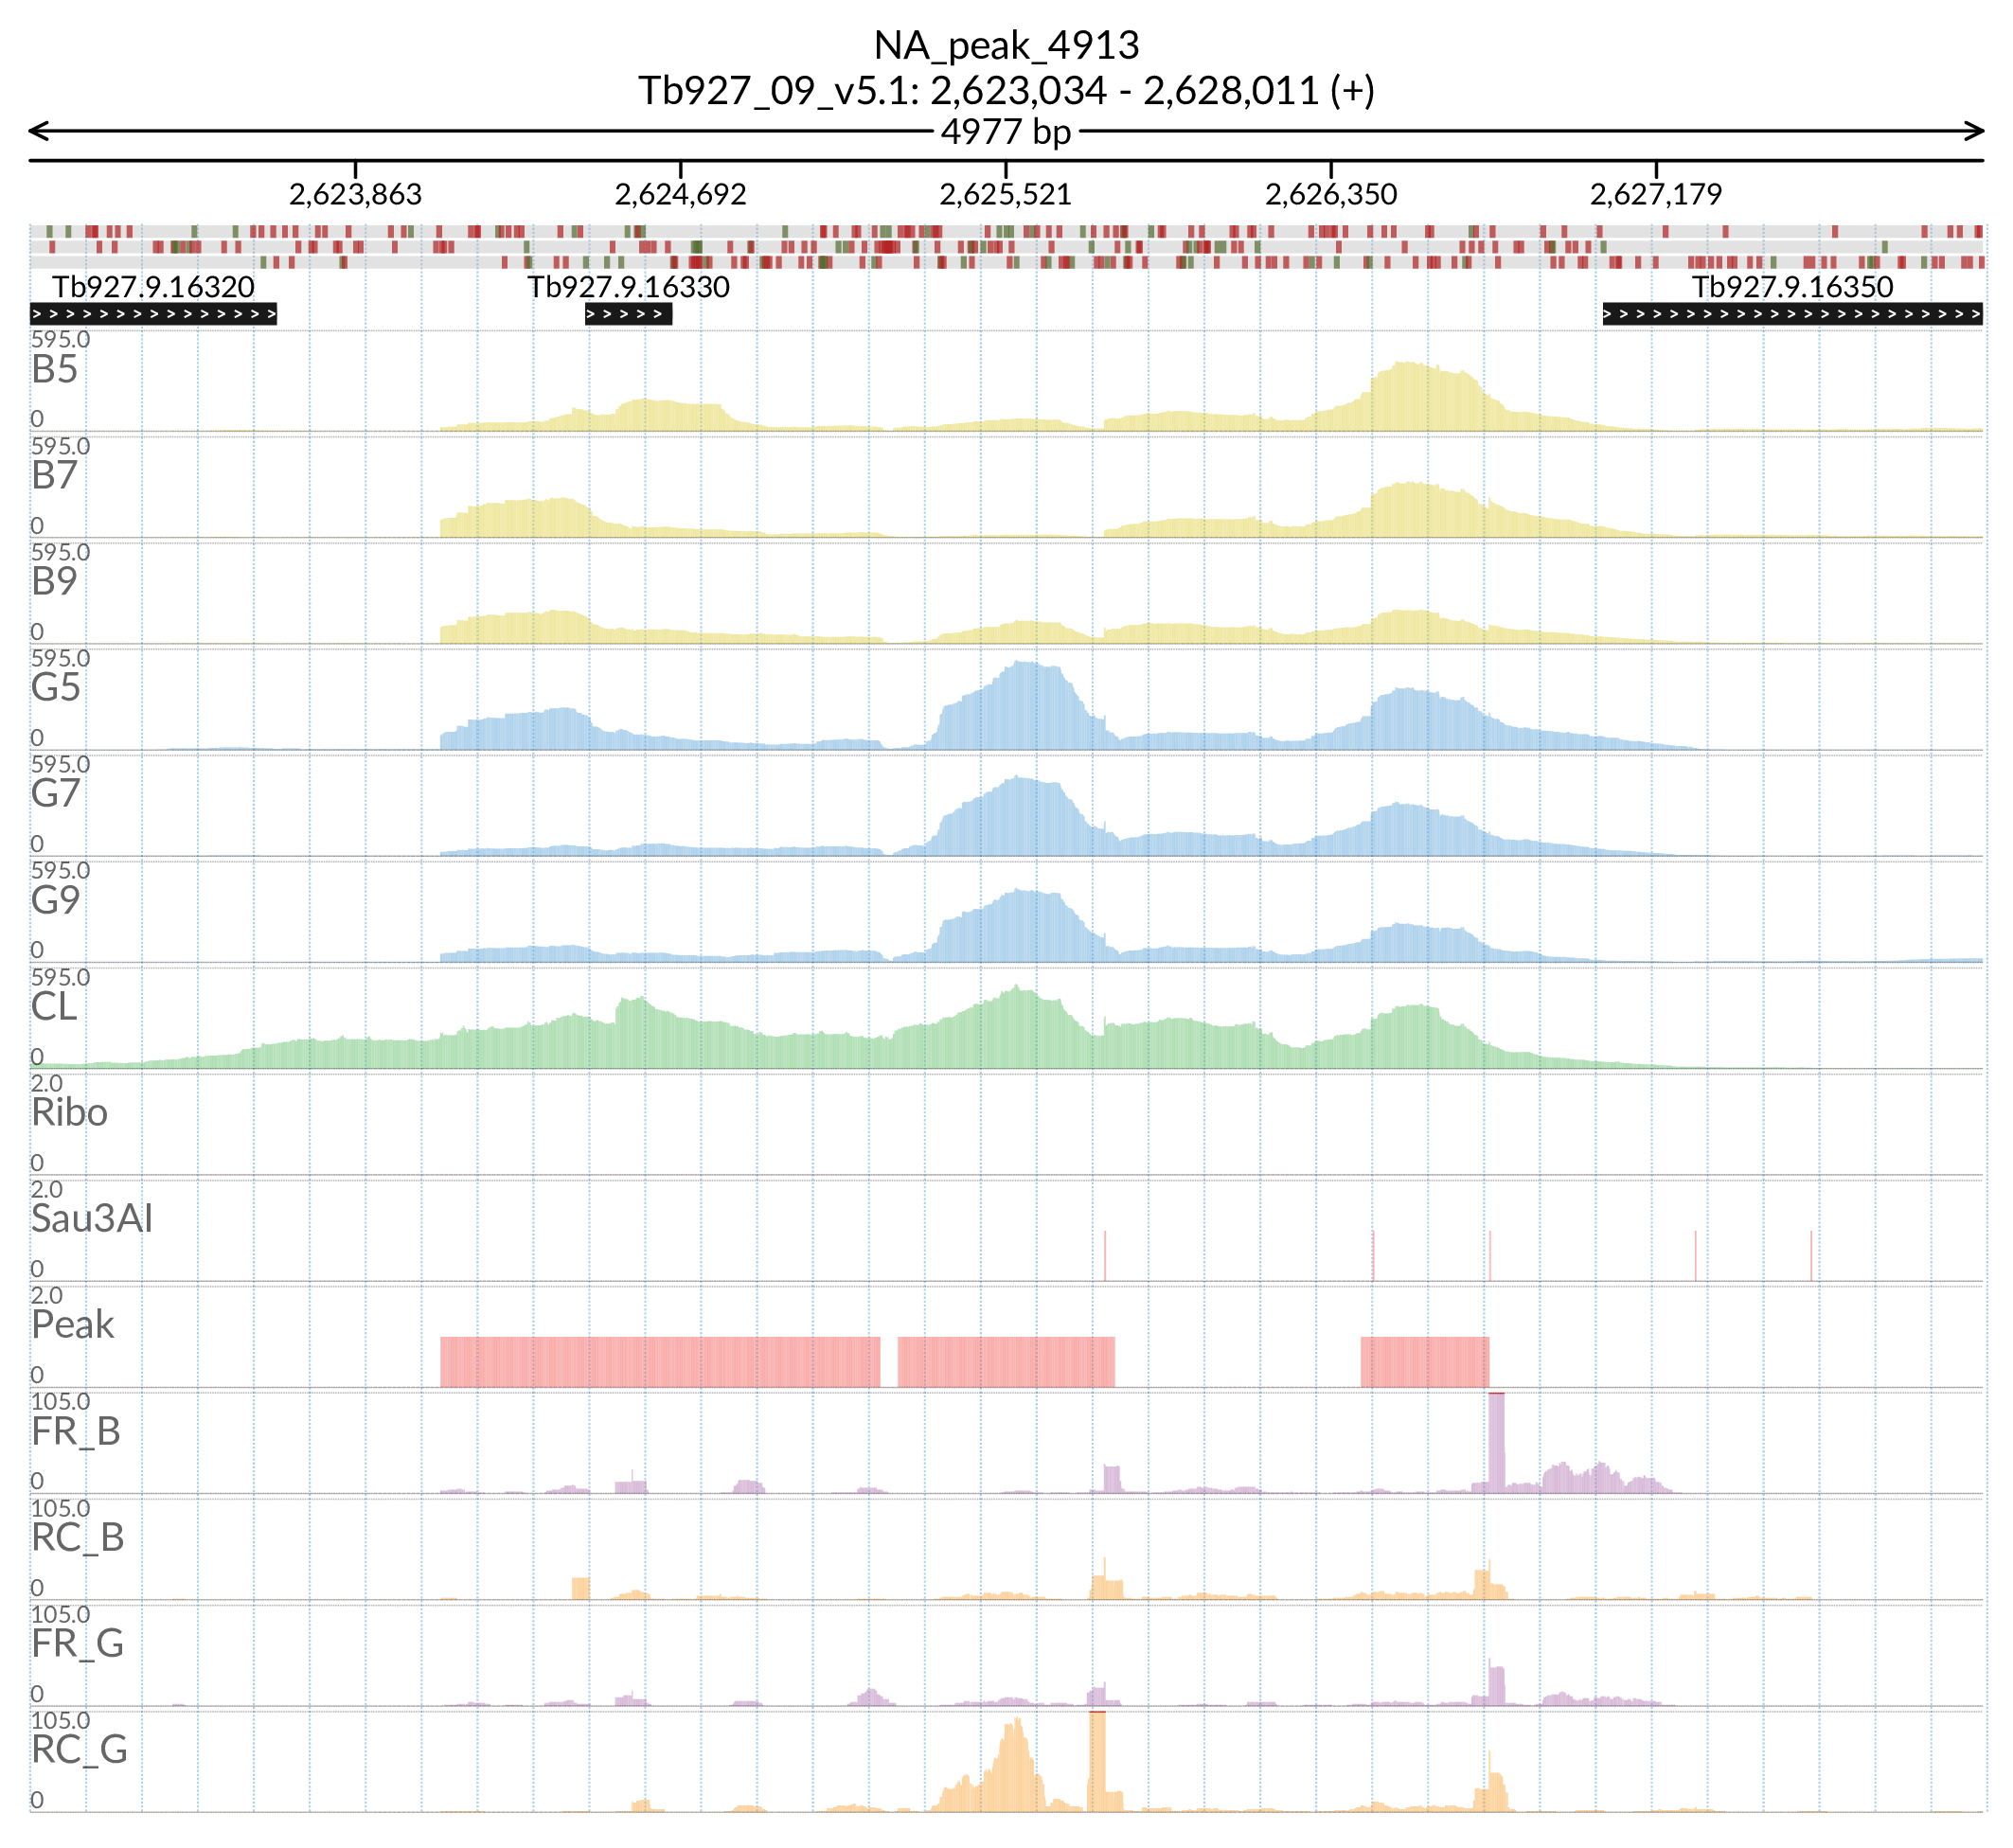 NA_peak_4913
Tb927_09_v5.1: 2,623,034 - 2,628,011 (+)
4977 bp
2,623,863 2,624,692 2,625,521 2,626,350 2,627,179
Tb927.9.16320 Tb927.9.16330 Tb927.9.16350
595.0
B5
0
595.0
B7
0
595.0
B9
0
595.0
G5
0
595.0
G7
0
595.0
G9
0
595.0
CL
0
2.0
Ribo
0
2.0
Sau3AI
0
2.0
Peak
0
105.0
FR_B
0
105.0
RC_B
0
105.0
FR_G
0
105.0
RC_G
0